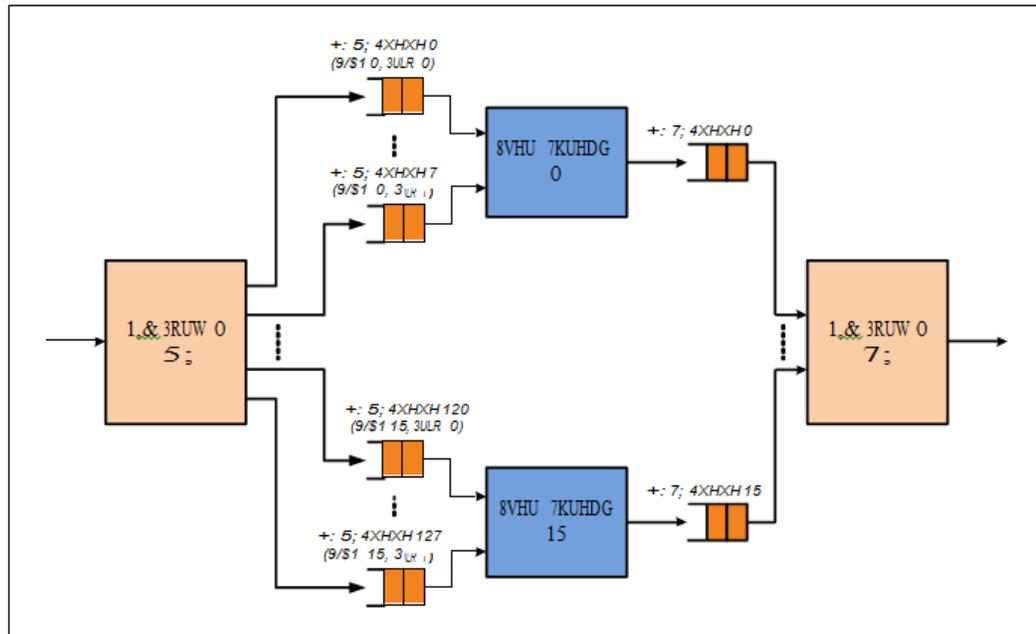 +: 5; 4XHXH 0
(9/$1 0, 3ULR 0)
+: 5; 4XHXH 7
(9/$1 0, 3ULR )
8VHU 7KUHDG
0
+: 7; 4XHXH 0
1,& 3RUW 0
5;
1,& 3RUW 0
7;
+: 5; 4XHXH 120
(9/$1 15, 3ULR 0)
+: 5; 4XHXH 127
(9/$1 15, 3ULR )
8VHU 7KUHDG
15
+: 7; 4XHXH 15